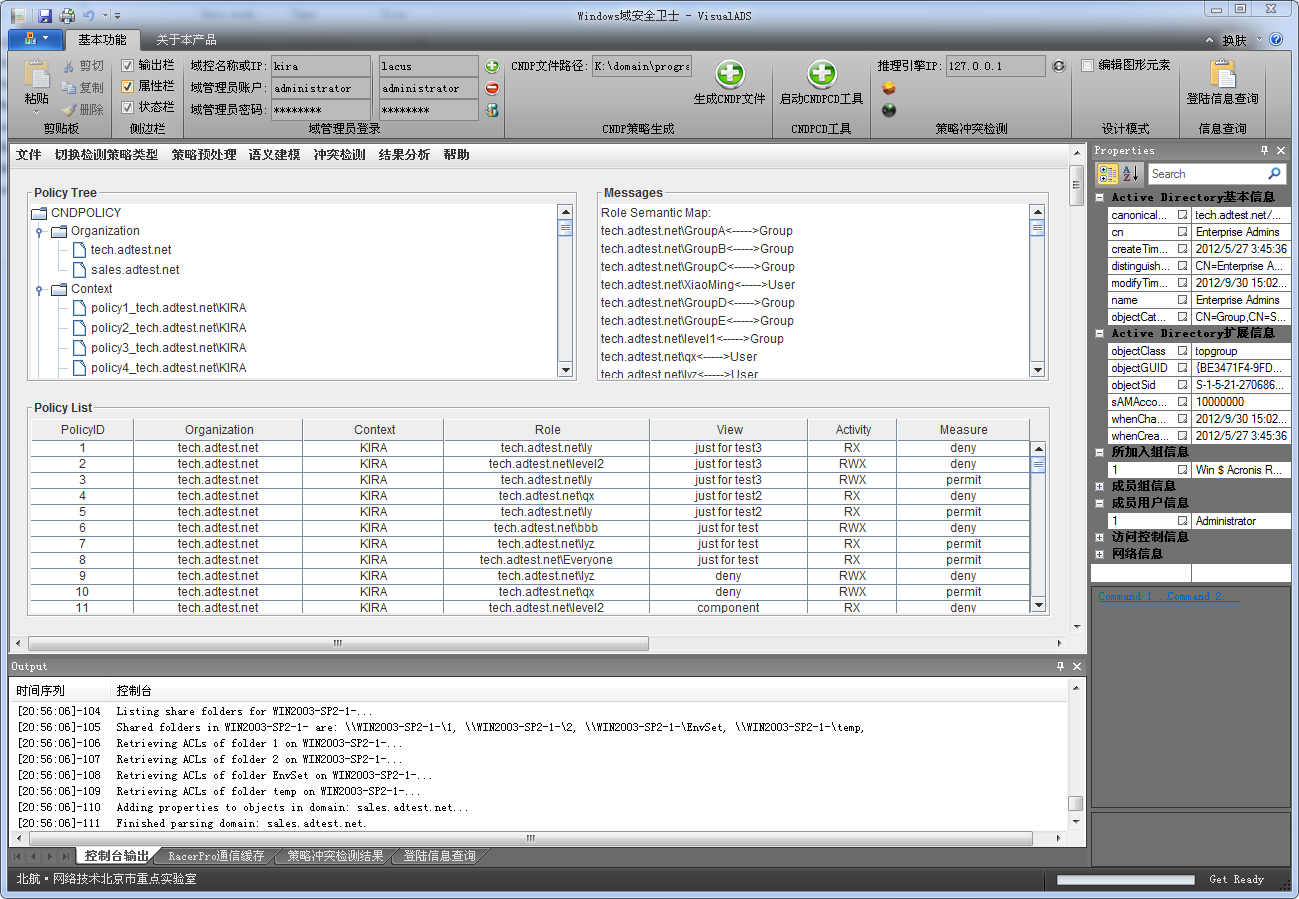 Windows域安全卫士 - VisualADS
基本功能 关于本产品 换肤
粘贴 剪切 复制 删除 剪贴板
输出栏 属性栏 状态栏 侧边栏
域控名称或IP: kira lacus
域管理员账户: administrator administrator
域管理员密码: ******** ********
域管理员登录
CNDP文件路径: K:\domain\progra 生成CNDP文件
CNDP策略生成
启动CNDPCD工具
CNDPCD工具
推理引擎IP: 127.0.0.1
策略冲突检测
编辑图形元素
设计模式
登陆信息查询
信息查询
文件 切换检测策略类型 策略预处理 语义建模 冲突检测 结果分析 帮助
Policy Tree
CNDPOLICY
Organization
tech.adtest.net
sales.adtest.net
Context
policy1_tech.adtest.net\KIRA
policy2_tech.adtest.net\KIRA
policy3_tech.adtest.net\KIRA
policy4_tech.adtest.net\KIRA
Messages
Role Semantic Map:
tech.adtest.net\GroupA<----->Group
tech.adtest.net\GroupB<----->Group
tech.adtest.net\GroupC<----->Group
tech.adtest.net\XiaoMing<----->User
tech.adtest.net\GroupD<----->Group
tech.adtest.net\GroupE<----->Group
tech.adtest.net\level1<----->Group
tech.adtest.net\qx<----->User
tech.adtest.net\lyz<----->User
Policy List
PolicyID Organization Context Role View Activity Measure
1 tech.adtest.net KIRA tech.adtest.net\ly just for test3 RX deny
2 tech.adtest.net KIRA tech.adtest.net\level2 just for test3 RWX deny
3 tech.adtest.net KIRA tech.adtest.net\ly just for test3 RWX permit
4 tech.adtest.net KIRA tech.adtest.net\qx just for test2 RX deny
5 tech.adtest.net KIRA tech.adtest.net\ly just for test2 RX permit
6 tech.adtest.net KIRA tech.adtest.net\bbb just for test RWX deny
7 tech.adtest.net KIRA tech.adtest.net\lyz just for test RX permit
8 tech.adtest.net KIRA tech.adtest.net\Everyone just for test RX permit
9 tech.adtest.net KIRA tech.adtest.net\lyz deny RWX deny
10 tech.adtest.net KIRA tech.adtest.net\qx deny RWX permit
11 tech.adtest.net KIRA tech.adtest.net\level2 component RX deny
Properties
Search
Active Directory基本信息
canonical... tech.adtest.net/...
cn Enterprise Admins
createTim... 2012/5/27 3:45:36
distinguish... CN=Enterprise A...
modifyTim... 2012/9/30 15:02...
name Enterprise Admins
objectCat... CN=Group,CN=S...
Active Directory扩展信息
objectClass topgroup
objectGUID {BE3471F4-9FD...
objectSid S-1-5-21-270686...
sAMAcco... 10000000
whenCha... 2012/9/30 15:02...
whenCrea... 2012/5/27 3:45:36
所加入组信息
1 Win $ Acronis R...
成员组信息
成员用户信息
1 Administrator
访问控制信息
网络信息
Command 1...Command 2...
Output
时间序列 控制台
[20:56:06]-104 Listing share folders for WIN2003-SP2-1-...
[20:56:06]-105 Shared folders in WIN2003-SP2-1- are: \\WIN2003-SP2-1-\1, \\WIN2003-SP2-1-\2, \\WIN2003-SP2-1-\EnvSet, \\WIN2003-SP2-1-\temp,
[20:56:06]-106 Retrieving ACLs of folder 1 on WIN2003-SP2-1-...
[20:56:06]-107 Retrieving ACLs of folder 2 on WIN2003-SP2-1-...
[20:56:06]-108 Retrieving ACLs of folder EnvSet on WIN2003-SP2-1-...
[20:56:06]-109 Retrieving ACLs of folder temp on WIN2003-SP2-1-...
[20:56:06]-110 Adding properties to objects in domain: sales.adtest.net...
[20:56:06]-111 Finished parsing domain: sales.adtest.net.
控制台输出 RacerPro通信缓存 策略冲突检测结果 登陆信息查询
北航·网络技术北京市重点实验室 Get Ready